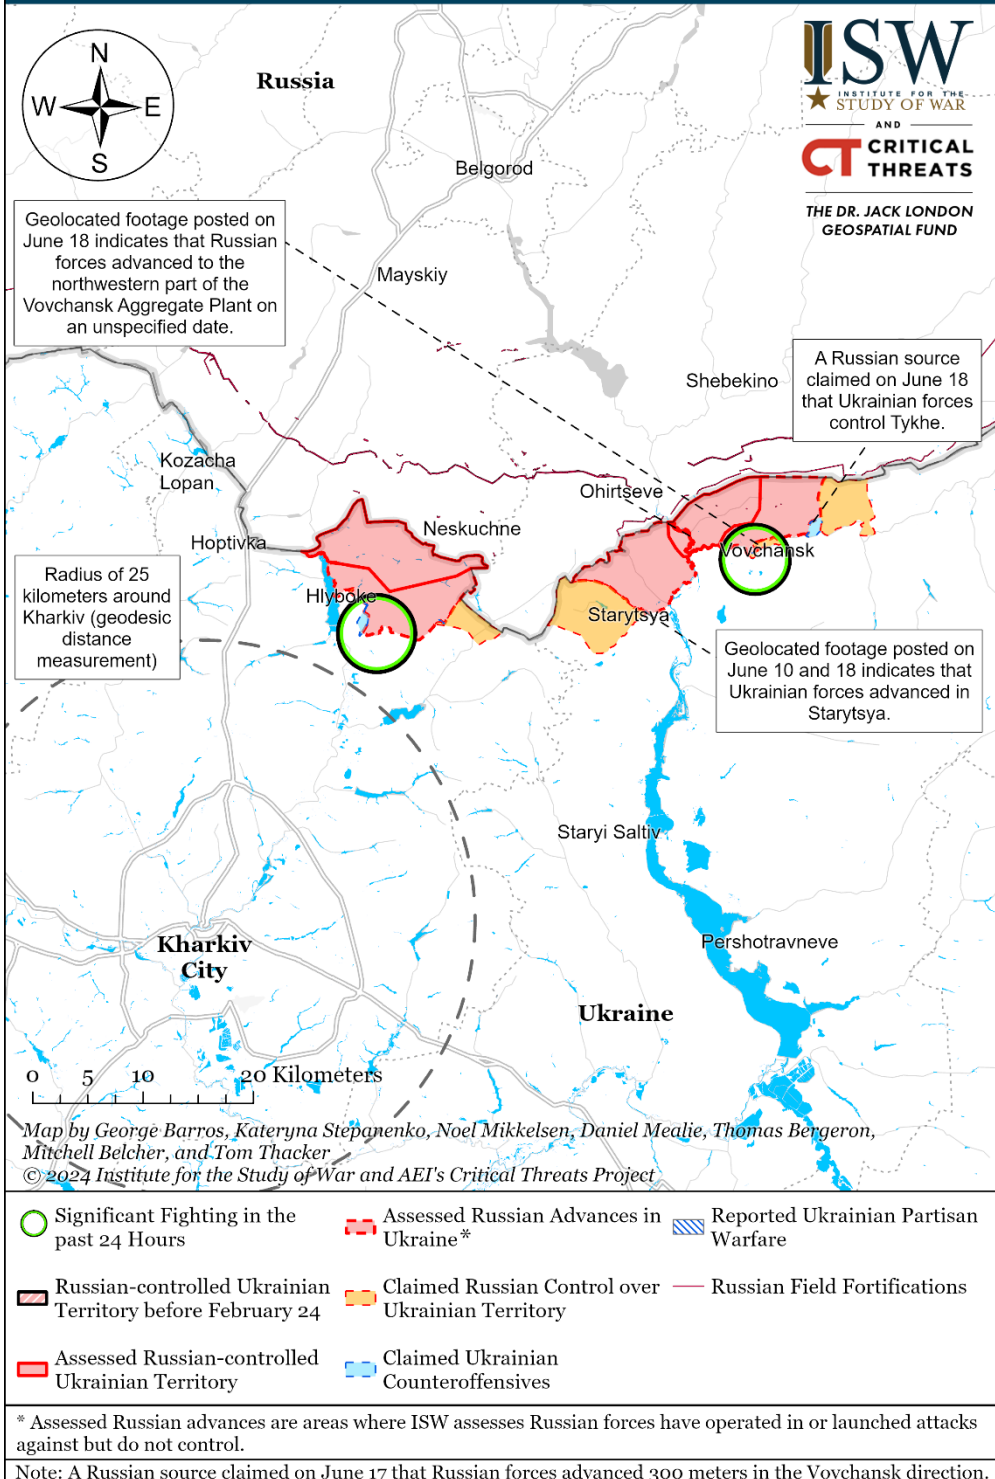 N
W E
S
Russia
ISW
INSTITUTE FOR THE
STUDY OF WAR
AND
CT CRITICAL
THREATS
THE DR. JACK LONDON
GEOSPATIAL FUND
Belgorod
Geolocated footage posted on
June 18 indicates that Russian
forces advanced to the
northwestern part of the
Vovchansk Aggregate Plant on
an unspecified date.
Mayskiy
Shebekino
A Russian source
claimed on June 18
that Ukrainian forces
control Tykhe.
Kozacha
Lopan
Ohirtseve
Neskuchne
Hoptivka
Vovchansk
Radius of 25
kilometers around
Kharkiv (geodesic
distance
measurement)
Hlyboke
Starytsya
Geolocated footage posted on
June 10 and 18 indicates that
Ukrainian forces advanced in
Starytsya.
Staryi Saltiv
Pershotravneve
Kharkiv
City
Ukraine
0 5 10 20 Kilometers
Map by George Barros, Kateryna Stepanenko, Noel Mikkelsen, Daniel Mealie, Thomas Bergeron,
Mitchell Belcher, and Tom Thacker
© 2024 Institute for the Study of War and AEI's Critical Threats Project
Significant Fighting in the
past 24 Hours
Russian-controlled Ukrainian
Territory before February 24
Assessed Russian-controlled
Ukrainian Territory
Assessed Russian Advances in
Ukraine*
Claimed Russian Control over
Ukrainian Territory
Claimed Ukrainian
Counteroffensives
Reported Ukrainian Partisan
Warfare
Russian Field Fortifications
* Assessed Russian advances are areas where ISW assesses Russian forces have operated in or launched attacks
against but do not control.
Note: A Russian source claimed on June 17 that Russian forces advanced 300 meters in the Vovchansk direction.